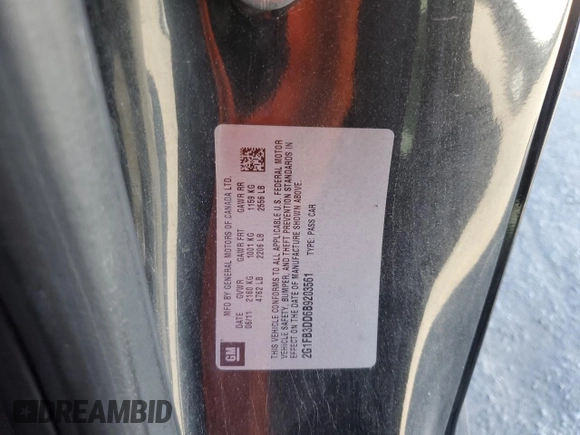 MFG BY GENERAL MOTORS OF CANADA LTD.
DATE GVWR GAWR FRT GAWR RR
06/11 2160 KG 1001 KG 1159 KG
4762 LB 2206 LB 2556 LB
THIS VEHICLE CONFORMS TO ALL APPLICABLE U.S. FEDERAL MOTOR
VEHICLE SAFETY, BUMPER, AND THEFT PREVENTION STANDARDS IN
EFFECT ON THE DATE OF MANUFACTURE SHOWN ABOVE.
2G1FB3DD6B9203561 TYPE: PASS CAR
GM
DREAMBID